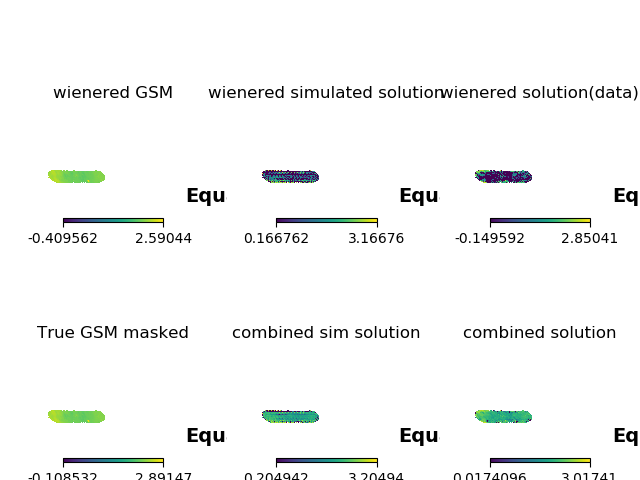 wienered GSM
wienered simulated solution
wienered solution(data)
Equ
Equ
Eq
-0.409562 2.59044
0.166762 3.16676
-0.149592 2.85041
True GSM masked
combined sim solution
combined solution
Equ
Equ
Eq
-0.108532 2.89147
0.204942 3.20494
0.0174096 3.01741